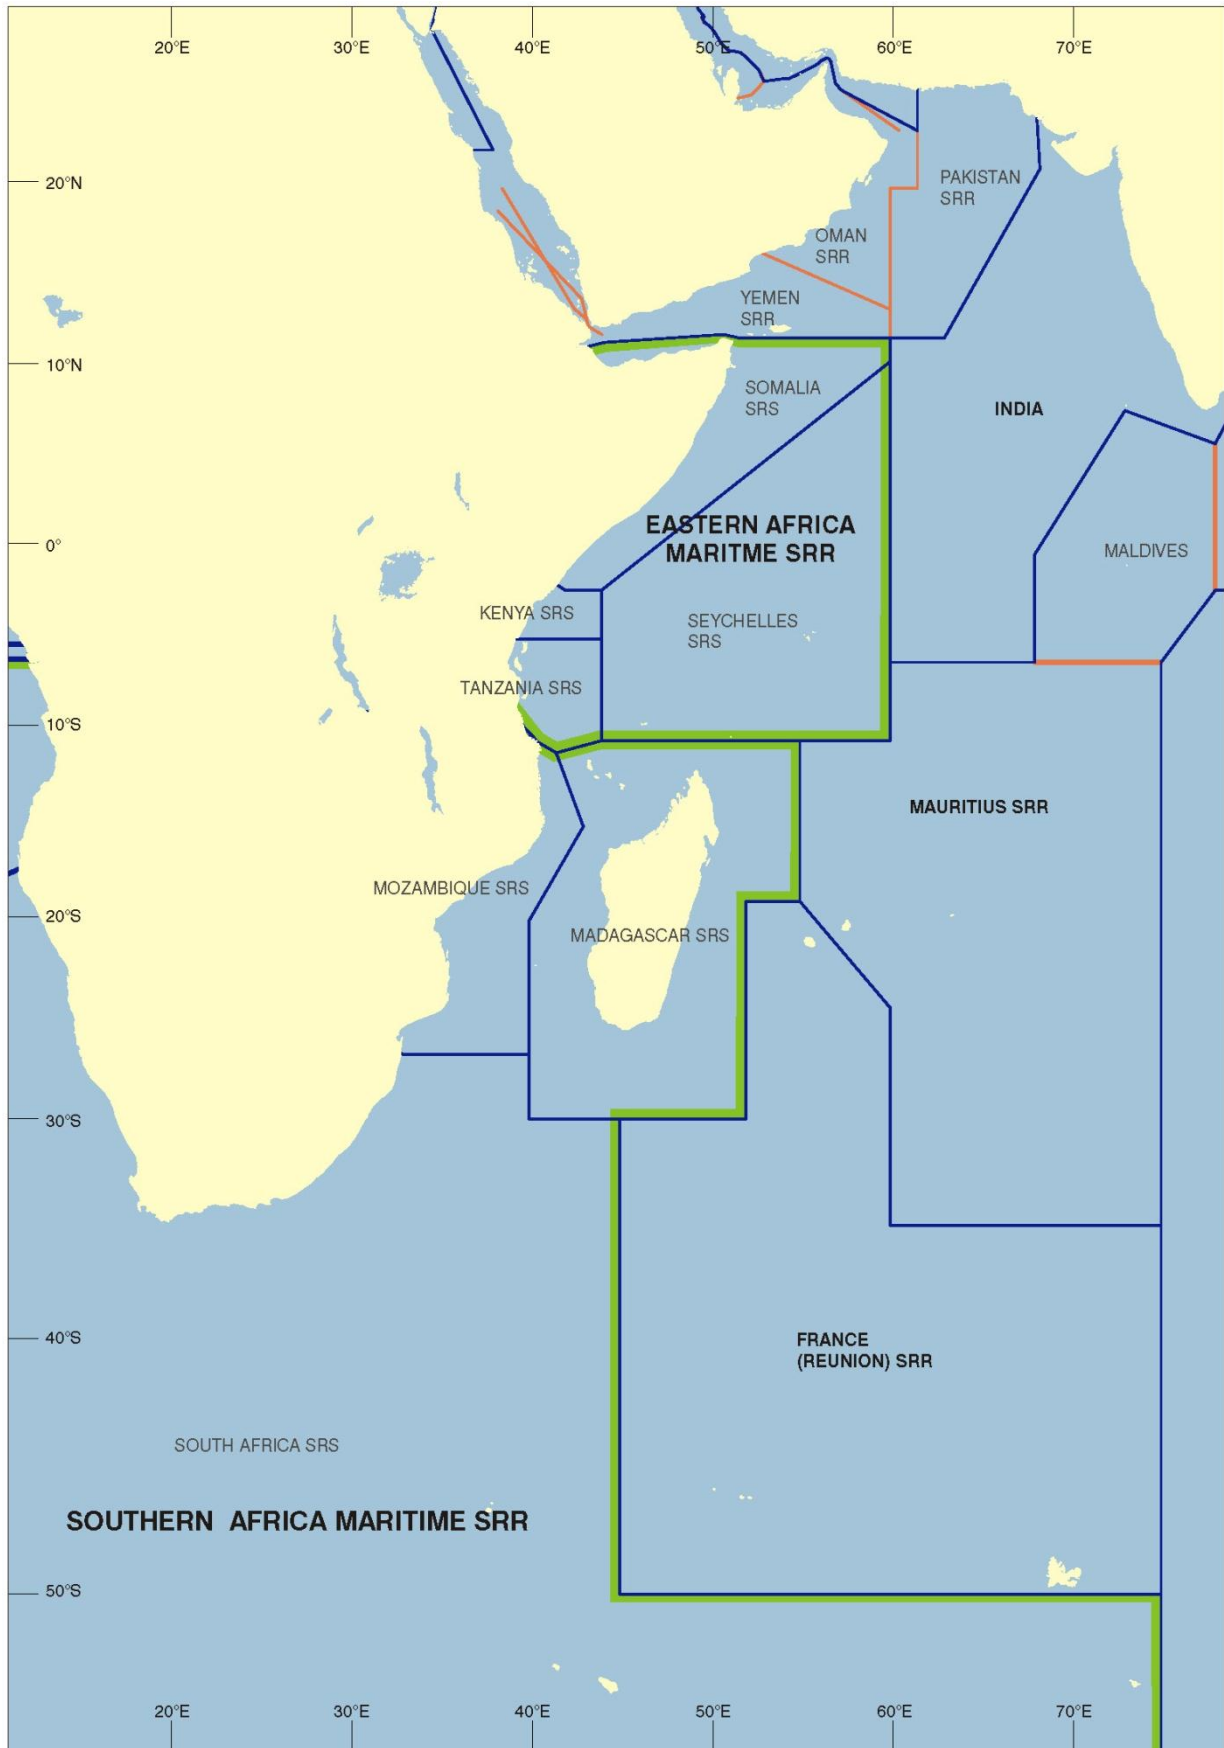 20°E 30°E 40°E 50°E 60°E 70°E
20°N
PAKISTAN
SRR
OMAN
SRR
YEMEN
SRR
10°N
SOMALIA
SRS
INDIA
EASTERN AFRICA
MARITME SRR
0°
MALDIVES
KENYA SRS
SEYCHELLES
SRS
TANZANIA SRS
10°S
MAURITIUS SRR
MOZAMBIQUE SRS
20°S
MADAGASCAR SRS
30°S
40°S
FRANCE
(REUNION) SRR
SOUTH AFRICA SRS
SOUTHERN AFRICA MARITIME SRR
50°S
20°E 30°E 40°E 50°E 60°E 70°E